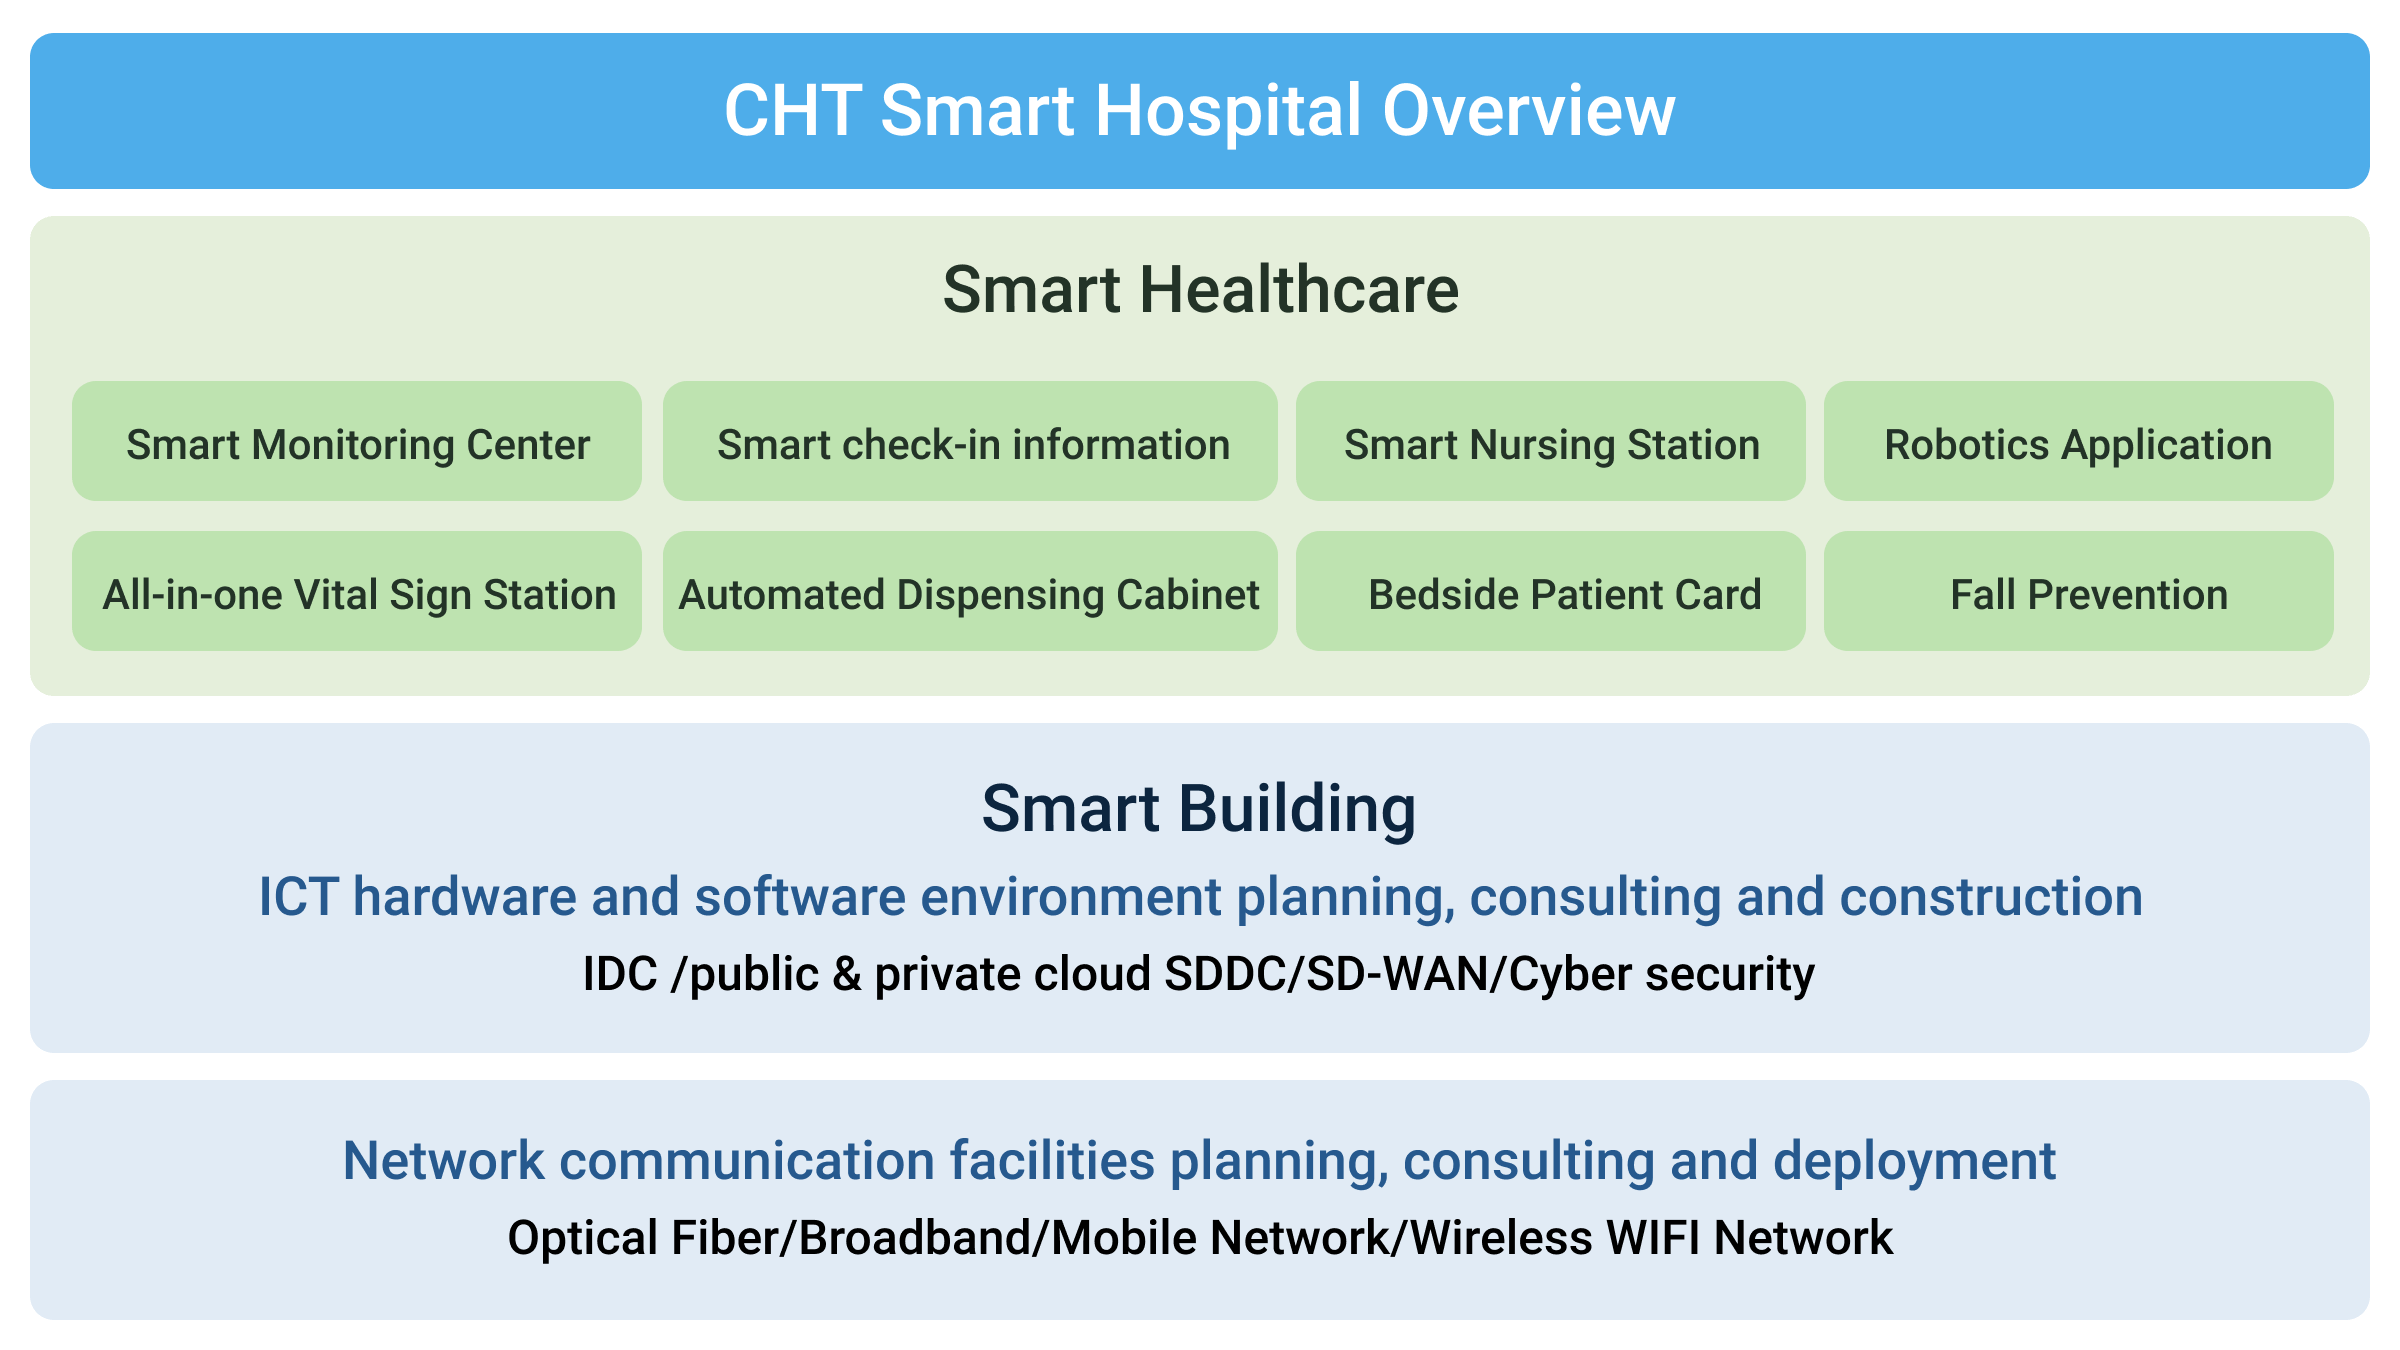 CHT Smart Hospital Overview
Smart Healthcare
Smart Monitoring Center
Smart check-in information
Smart Nursing Station
Robotics Application
All-in-one Vital Sign Station
Automated Dispensing Cabinet
Bedside Patient Card
Fall Prevention
Smart Building
ICT hardware and software environment planning, consulting and construction
IDC /public & private cloud SDDC/SD-WAN/Cyber security
Network communication facilities planning, consulting and deployment
Optical Fiber/Broadband/Mobile Network/Wireless WIFI Network